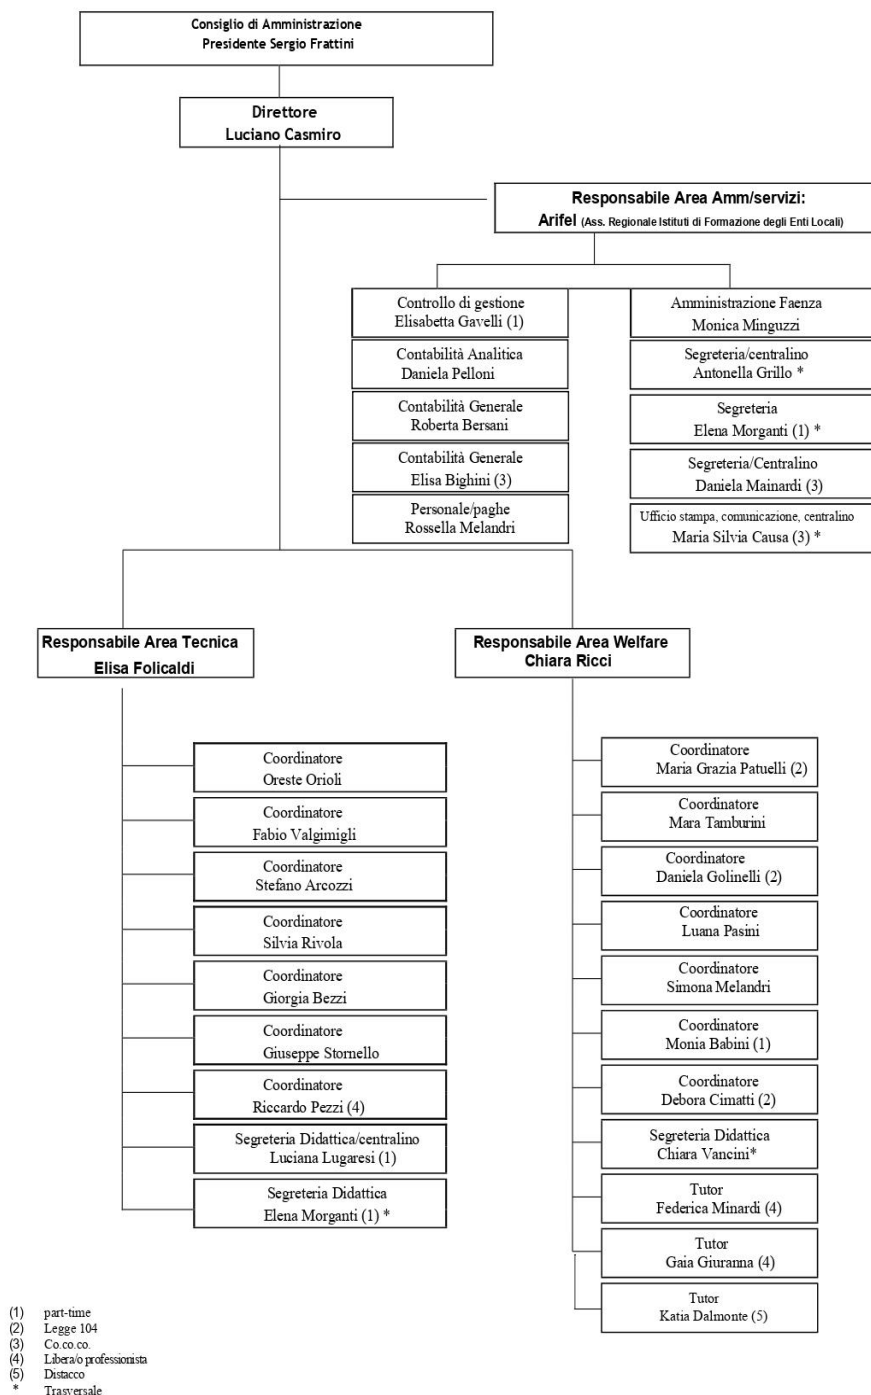 Consiglio di Amministrazione
Presidente Sergio Frattini
Direttore
Luciano Casmiro
Responsabile Area Amm/servizi:
Arifel (Ass. Regionale Istituti di Formazione degli Enti Locali)
Controllo di gestione
Elisabetta Gavelli (1)
Contabilità Analitica
Daniela Pelloni
Contabilità Generale
Roberta Bersani
Contabilità Generale
Elisa Bighini (3)
Personale/paghe
Rossella Melandri
Amministrazione Faenza
Monica Minguzzi
Segreteria/centralino
Antonella Grillo *
Segreteria
Elena Morganti (1) *
Segreteria/Centralino
Daniela Mainardi (3)
Ufficio stampa, comunicazione, centralino
Maria Silvia Causa (3) *
Responsabile Area Tecnica
Elisa Folicaldi
Coordinatore
Oreste Orioli
Coordinatore
Fabio Valgimigli
Coordinatore
Stefano Arcozzi
Coordinatore
Silvia Rivola
Coordinatore
Giorgia Bezzi
Coordinatore
Giuseppe Stornello
Coordinatore
Riccardo Pezzi (4)
Segreteria Didattica/centralino
Luciana Lugaresi (1)
Segreteria Didattica
Elena Morganti (1) *
Responsabile Area Welfare
Chiara Ricci
Coordinatore
Maria Grazia Patuelli (2)
Coordinatore
Mara Tamburini
Coordinatore
Daniela Golinelli (2)
Coordinatore
Luana Pasini
Coordinatore
Simona Melandri
Coordinatore
Monia Babini (1)
Coordinatore
Debora Cimatti (2)
Segreteria Didattica
Chiara Vancini*
Tutor
Federica Minardi (4)
Tutor
Gaia Giuranna (4)
Tutor
Katia Dalmonte (5)
(1) part-time
(2) Legge 104
(3) Co.co.co.
(4) Libera/o professionista
(5) Distacco
* Trasversale